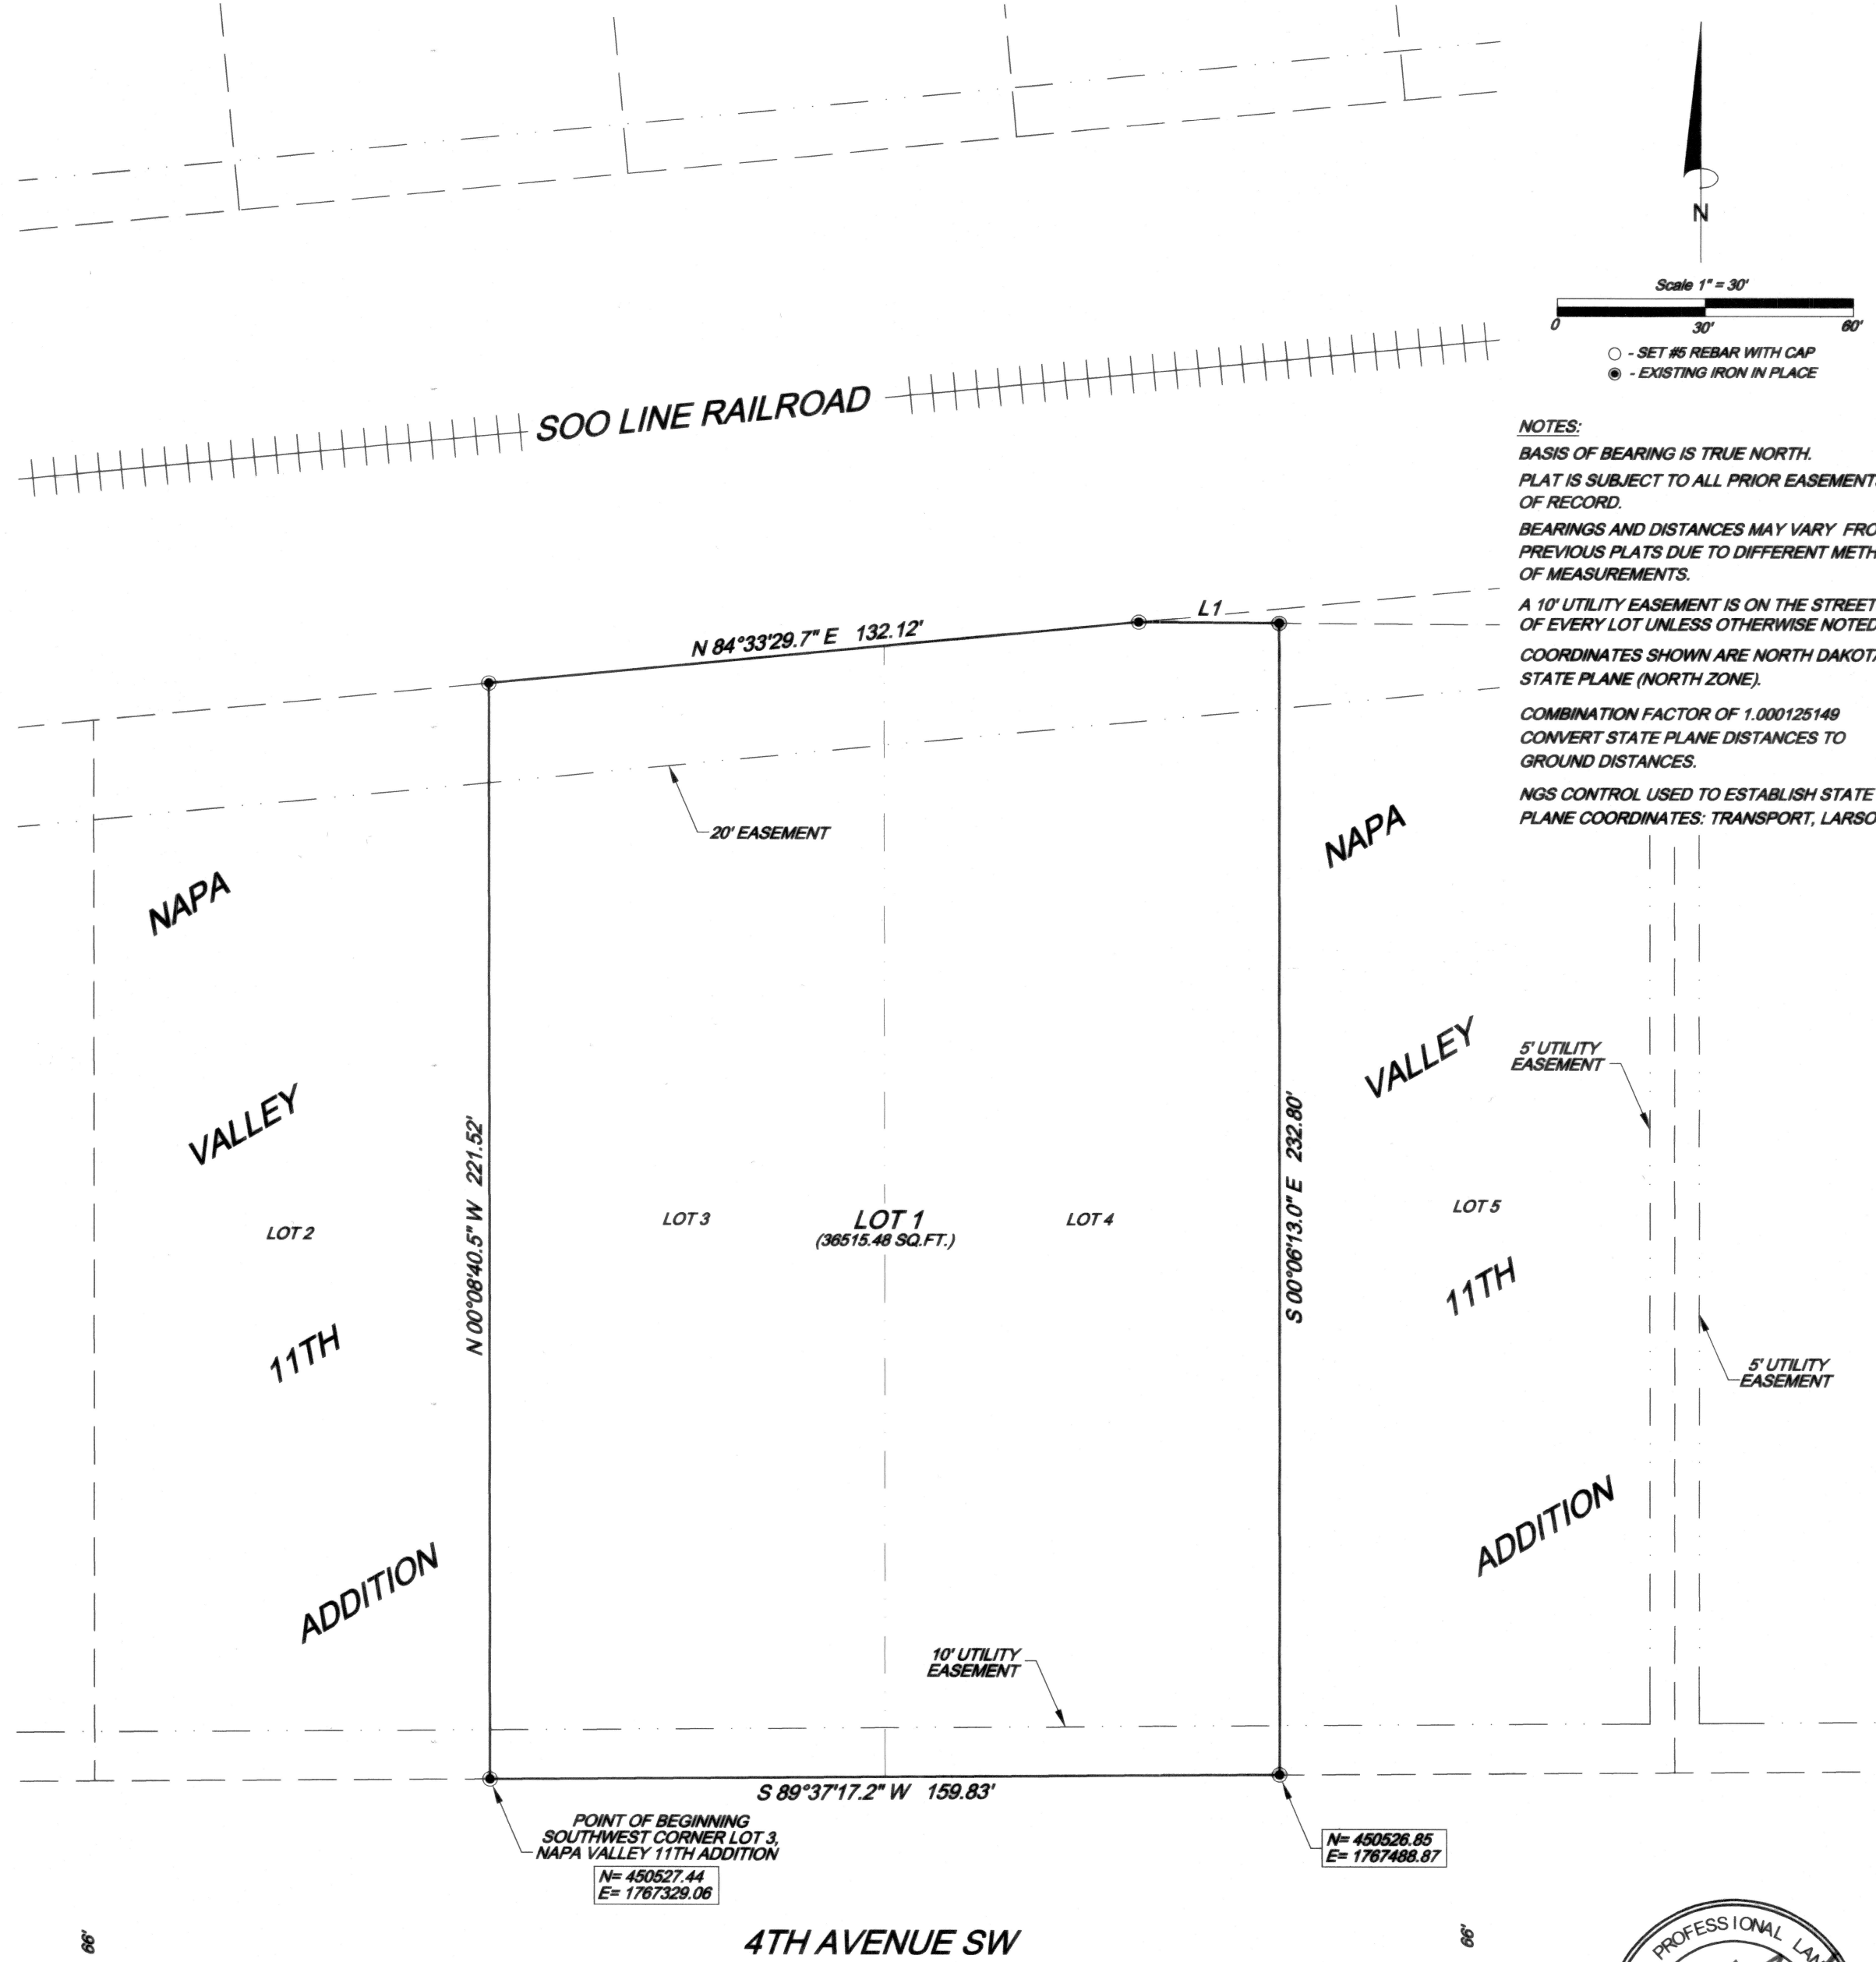 N
Scale 1" = 30'
0 30' 60'
- SET #5 REBAR WITH CAP
- EXISTING IRON IN PLACE
SOO LINE RAILROAD
NOTES:
BASIS OF BEARING IS TRUE NORTH.
PLAT IS SUBJECT TO ALL PRIOR EASEMENT
OF RECORD.
BEARINGS AND DISTANCES MAY VARY FRO
PREVIOUS PLATS DUE TO DIFFERENT METH
OF MEASUREMENTS.
A 10' UTILITY EASEMENT IS ON THE STREET
OF EVERY LOT UNLESS OTHERWISE NOTED
COORDINATES SHOWN ARE NORTH DAKOTA
STATE PLANE (NORTH ZONE).
COMBINATION FACTOR OF 1.000125149
CONVERT STATE PLANE DISTANCES TO
GROUND DISTANCES.
NGS CONTROL USED TO ESTABLISH STATE
PLANE COORDINATES: TRANSPORT, LARSO
L1
N 84°33'29.7" E 132.12'
20' EASEMENT
NAPA
VALLEY
11TH
ADDITION
LOT 2
N 00°08'40.5" W 221.52'
LOT 3
LOT 1
(36515.48 SQ.FT.)
LOT 4
S 00°06'13.0" E 232.80'
NAPA
VALLEY
LOT 5
11TH
ADDITION
5' UTILITY
EASEMENT
5' UTILITY
EASEMENT
10' UTILITY
EASEMENT
S 89°37'17.2" W 159.83'
POINT OF BEGINNING
SOUTHWEST CORNER LOT 3,
NAPA VALLEY 11TH ADDITION
N= 450527.44
E= 1767329.06
N= 450526.85
E= 1767488.87
66'
4TH AVENUE SW
66'
PROFESSIONAL LAN